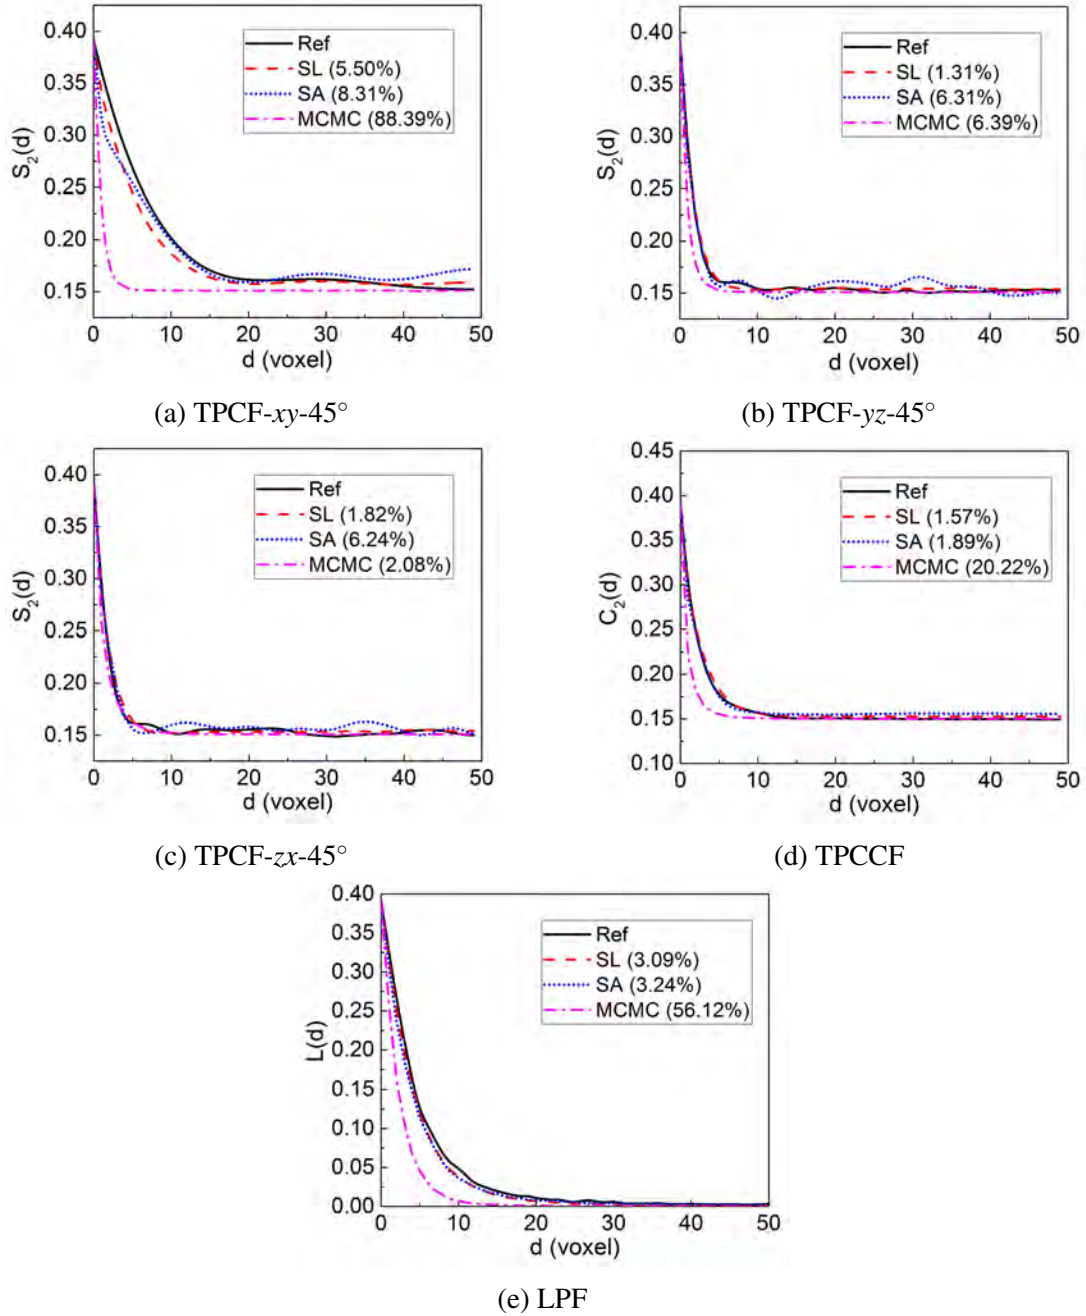 0.40
0.35
0.30
0.25
0.20
0.15
S₂(d)
Ref
SL (5.50%)
SA (8.31%)
MCMC (88.39%)
0 10 20 30 40 50
d (voxel)
(a) TPCF-xy-45°
0.40
0.35
0.30
0.25
0.20
0.15
S₂(d)
Ref
SL (1.31%)
SA (6.31%)
MCMC (6.39%)
0 10 20 30 40 50
d (voxel)
(b) TPCF-yz-45°
0.40
0.35
0.30
0.25
0.20
0.15
S₂(d)
Ref
SL (1.82%)
SA (6.24%)
MCMC (2.08%)
0 10 20 30 40 50
d (voxel)
(c) TPCF-zx-45°
0.45
0.40
0.35
0.30
0.25
0.20
0.15
0.10
C₂(d)
Ref
SL (1.57%)
SA (1.89%)
MCMC (20.22%)
0 10 20 30 40 50
d (voxel)
(d) TPCCF
0.40
0.35
0.30
0.25
0.20
0.15
0.10
0.05
0.00
L(d)
Ref
SL (3.09%)
SA (3.24%)
MCMC (56.12%)
0 10 20 30 40 50
d (voxel)
(e) LPF